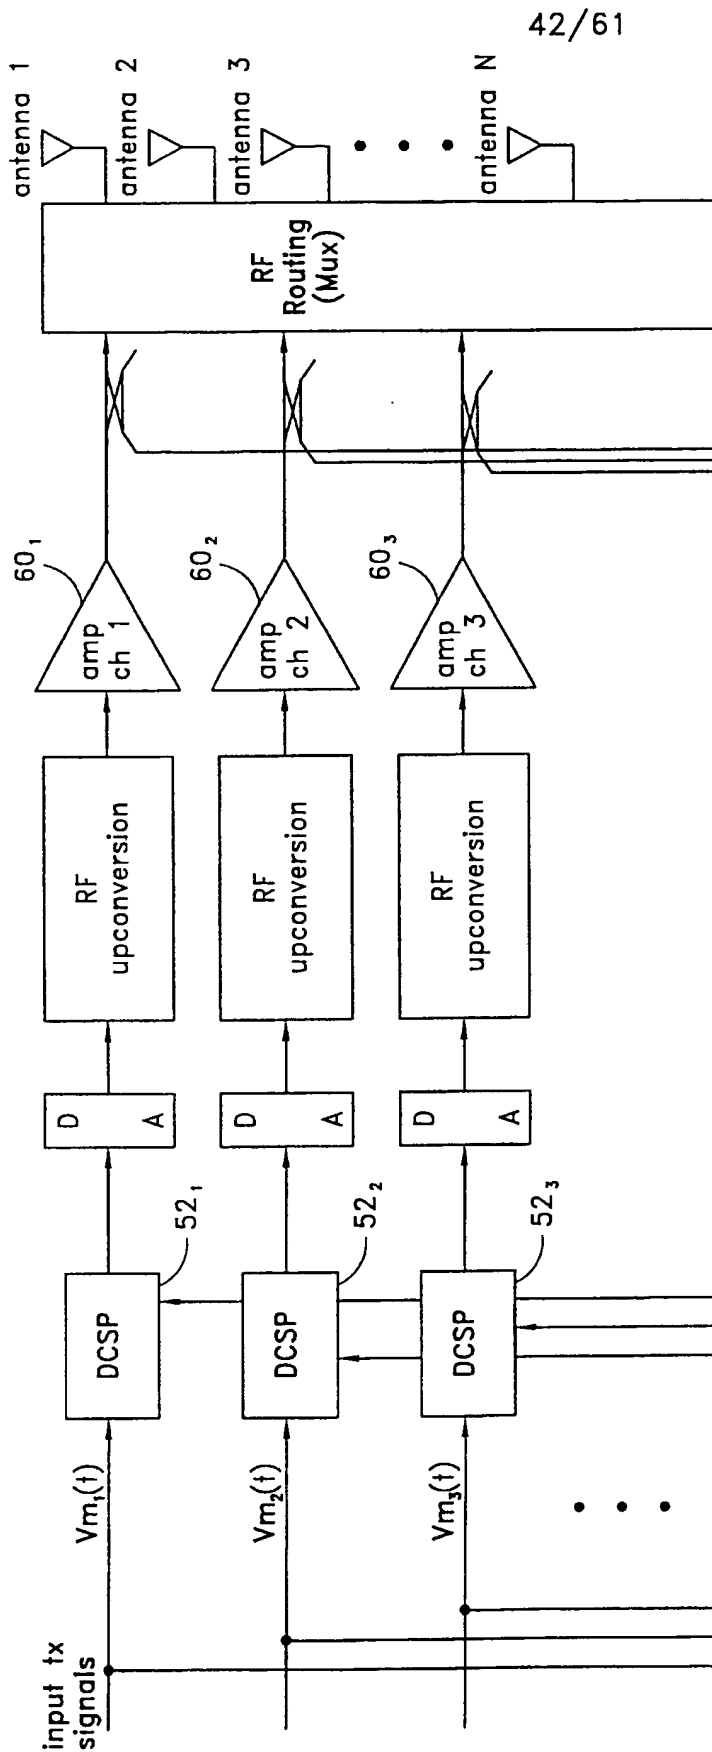 42/61
input tx
signals
Vm₁(t)
DCSP
52₁
D
A
RF
upconversion
amp
ch 1
60₁
Vm₂(t)
DCSP
52₂
D
A
RF
upconversion
amp
ch 2
60₂
Vm₃(t)
DCSP
52₃
D
A
RF
upconversion
amp
ch 3
60₃
RF
Routing
(Mux)
antenna 1
antenna 2
antenna 3
antenna N